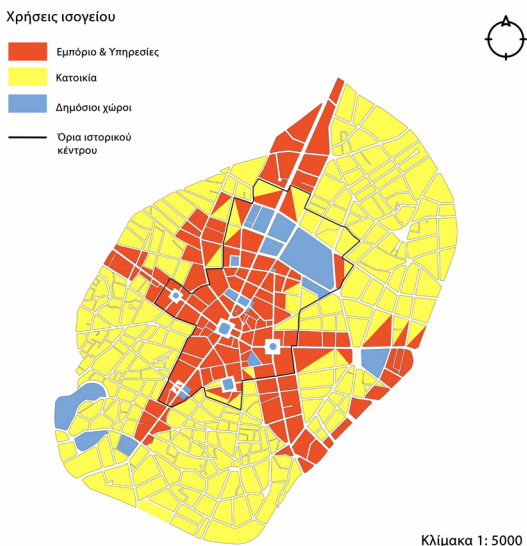 Χρήσεις ισογείου
Εμπόριο & Υπηρεσίες
Κατοικία
Δημόσιοι χώροι
Όρια ιστορικού
κέντρου
Κλίμακα 1: 5000